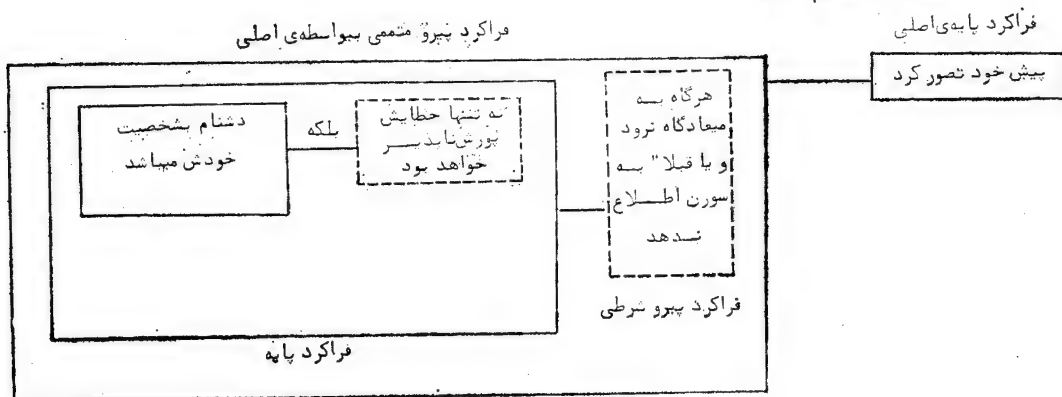 فراکرد پایه‌ی اصلی
پیش خود تصور کرد
فراکرد پیرو متممی بیواسطه‌ی اصلی
هرگاه به
میعادگاه نرود
و یا قبلا" به
سورن اطلاع
ندهد
فراکرد پیرو شرطی
نه تنها خطایش
پوزش‌ناپذیر
خواهد بود
بلکه
دشنام بشخصیت
خودش میباشد
فراکرد پایه